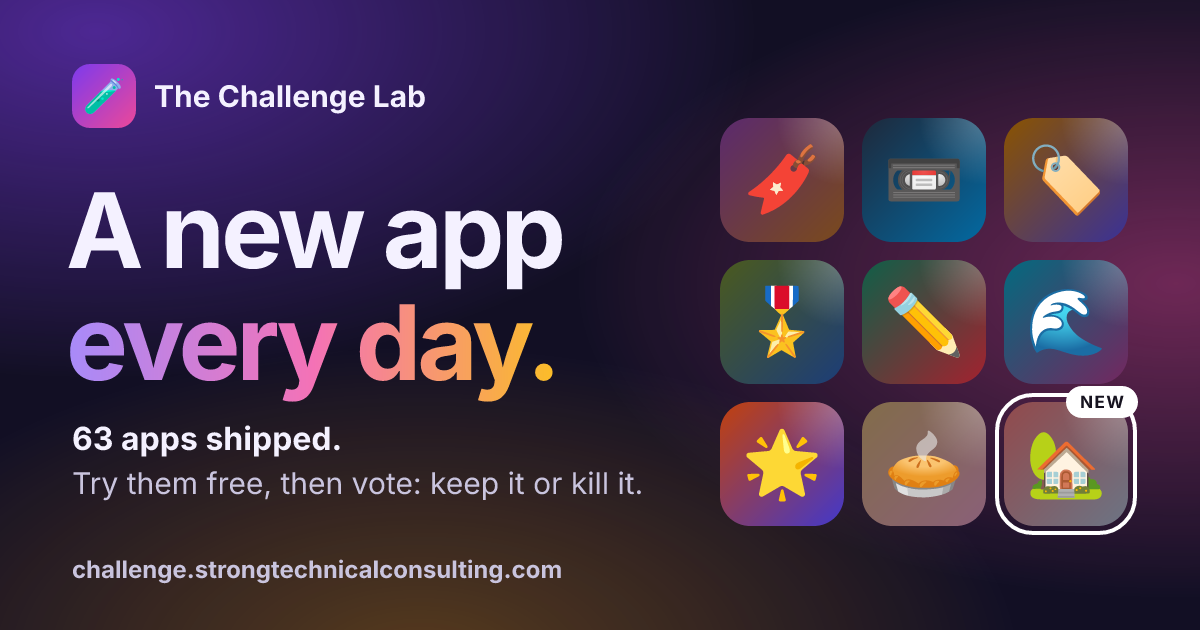 The Challenge Lab
A new app
every day.
63 apps shipped.
Try them free, then vote: keep it or kill it.
challenge.strongtechnicalconsulting.com
NEW